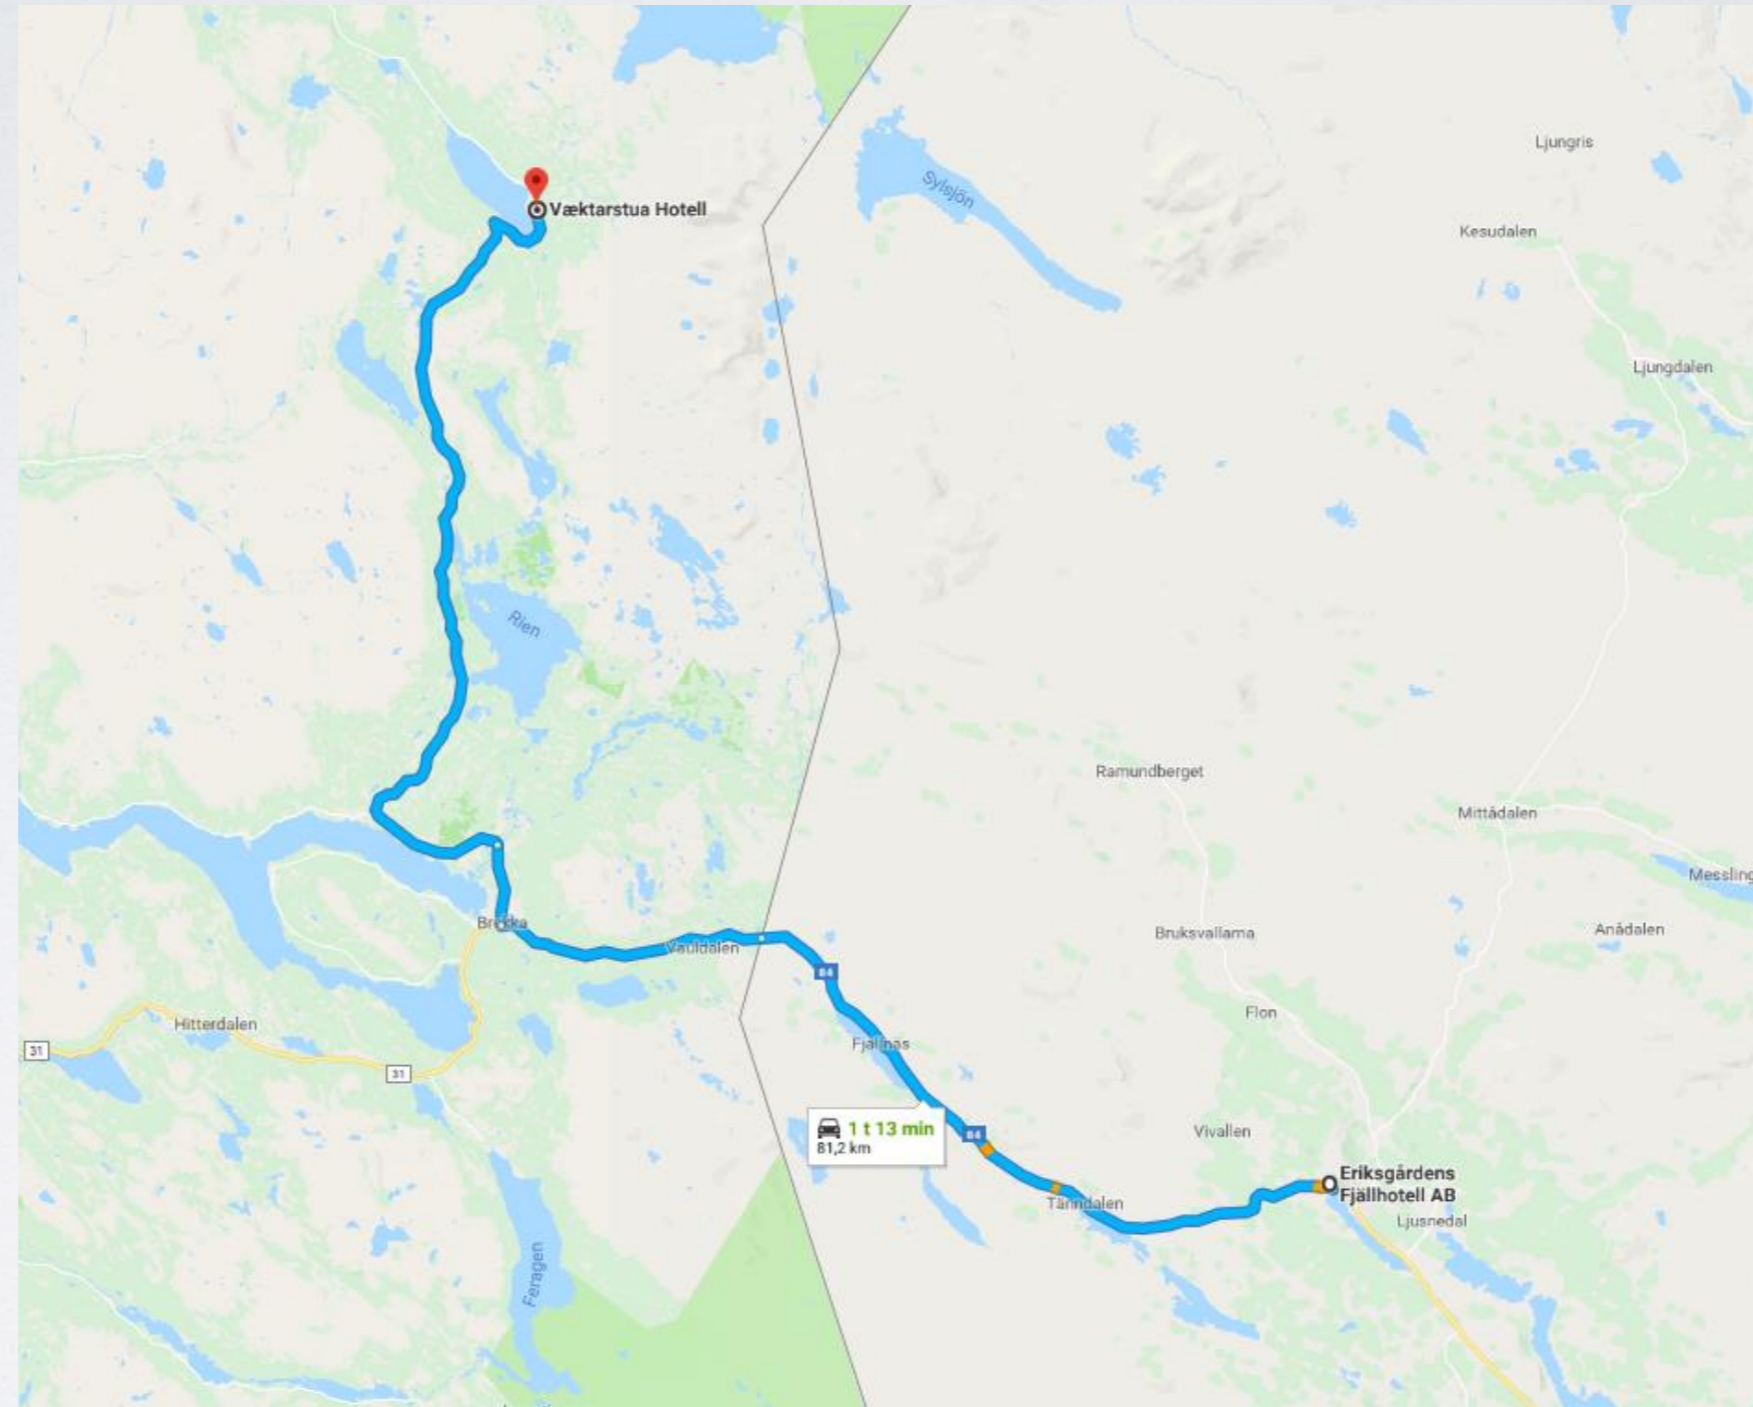 Ljungris
Væktarstua Hotell
Sylsjön
Kesudalen
Ljungdalen
Rien
Ramundberget
Mittådalen
Messling
Brekka
Bruksvallarna
Anådalen
Vauldalen
84
Flon
Hitterdalen
31
Fjällnäs
31
1 t 13 min
81,2 km
84
Vivallen
Eriksgårdens
Fjällhotell AB
Tänndalen
Ljusnedal
Feragen